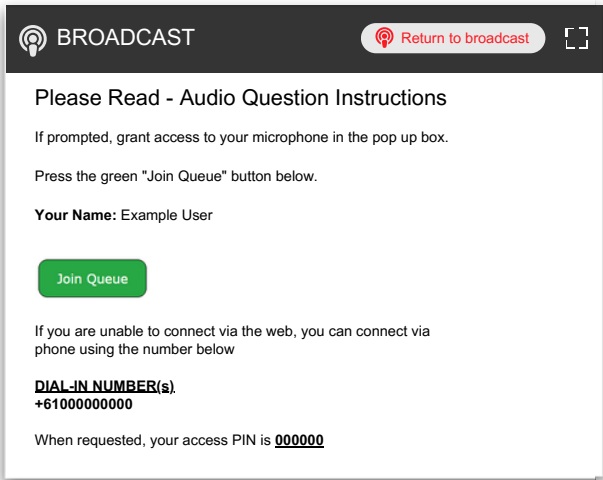 BROADCAST
Return to broadcast
Please Read - Audio Question Instructions
If prompted, grant access to your microphone in the pop up box.
Press the green "Join Queue" button below.
Your Name: Example User
Join Queue
If you are unable to connect via the web, you can connect via
phone using the number below
DIAL-IN NUMBER(s)
+61000000000
When requested, your access PIN is 000000